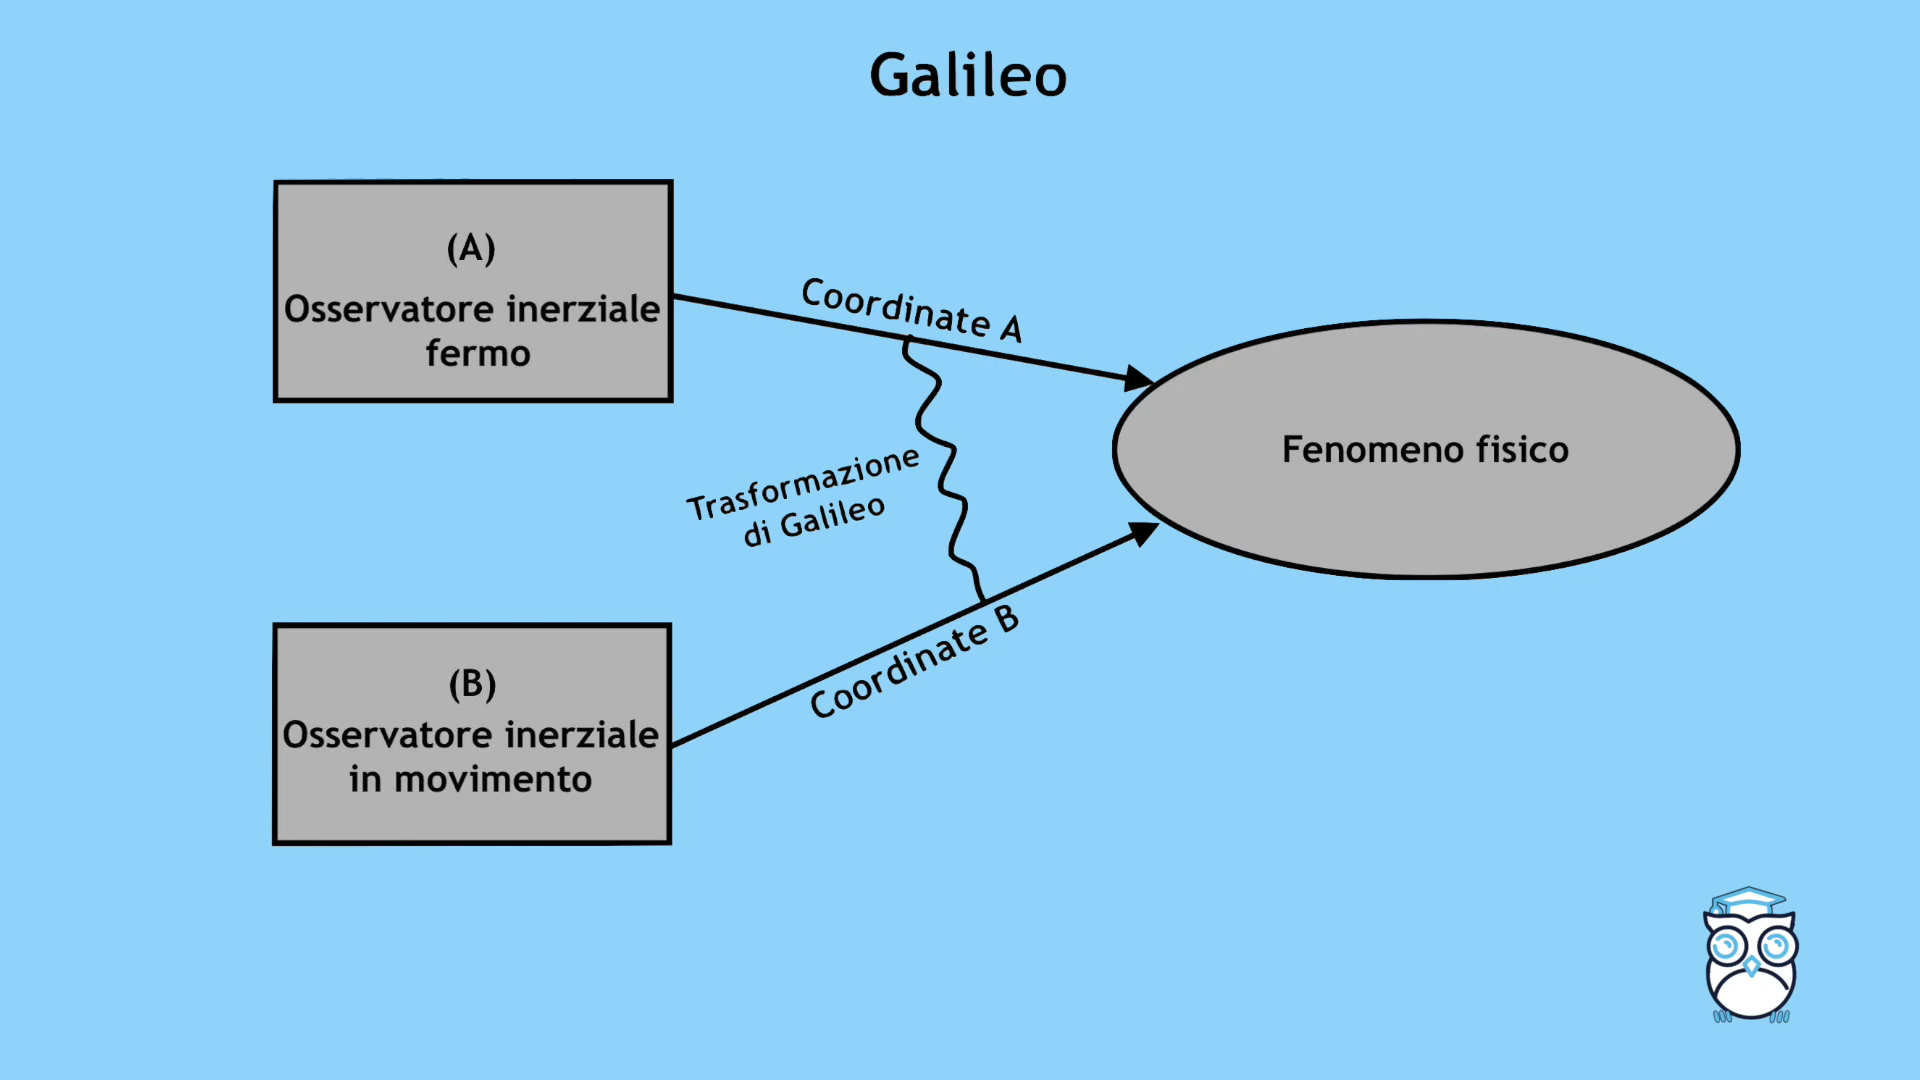 Galileo
(A)
Osservatore inerziale
fermo
Coordinate A
Fenomeno fisico
Trasformazione
di Galileo
Coordinate B
(B)
Osservatore inerziale
in movimento